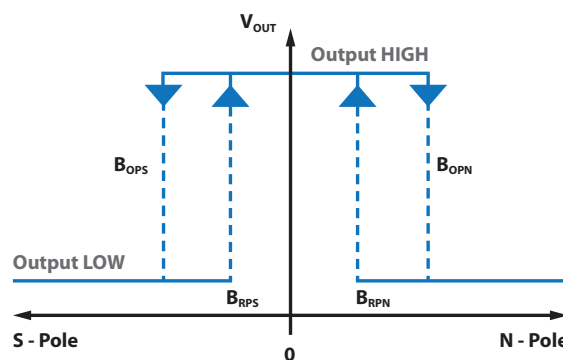 VOUT
Output HIGH
BOPS
BOPN
Output LOW
BRPS
BRPN
S - Pole
N - Pole
0